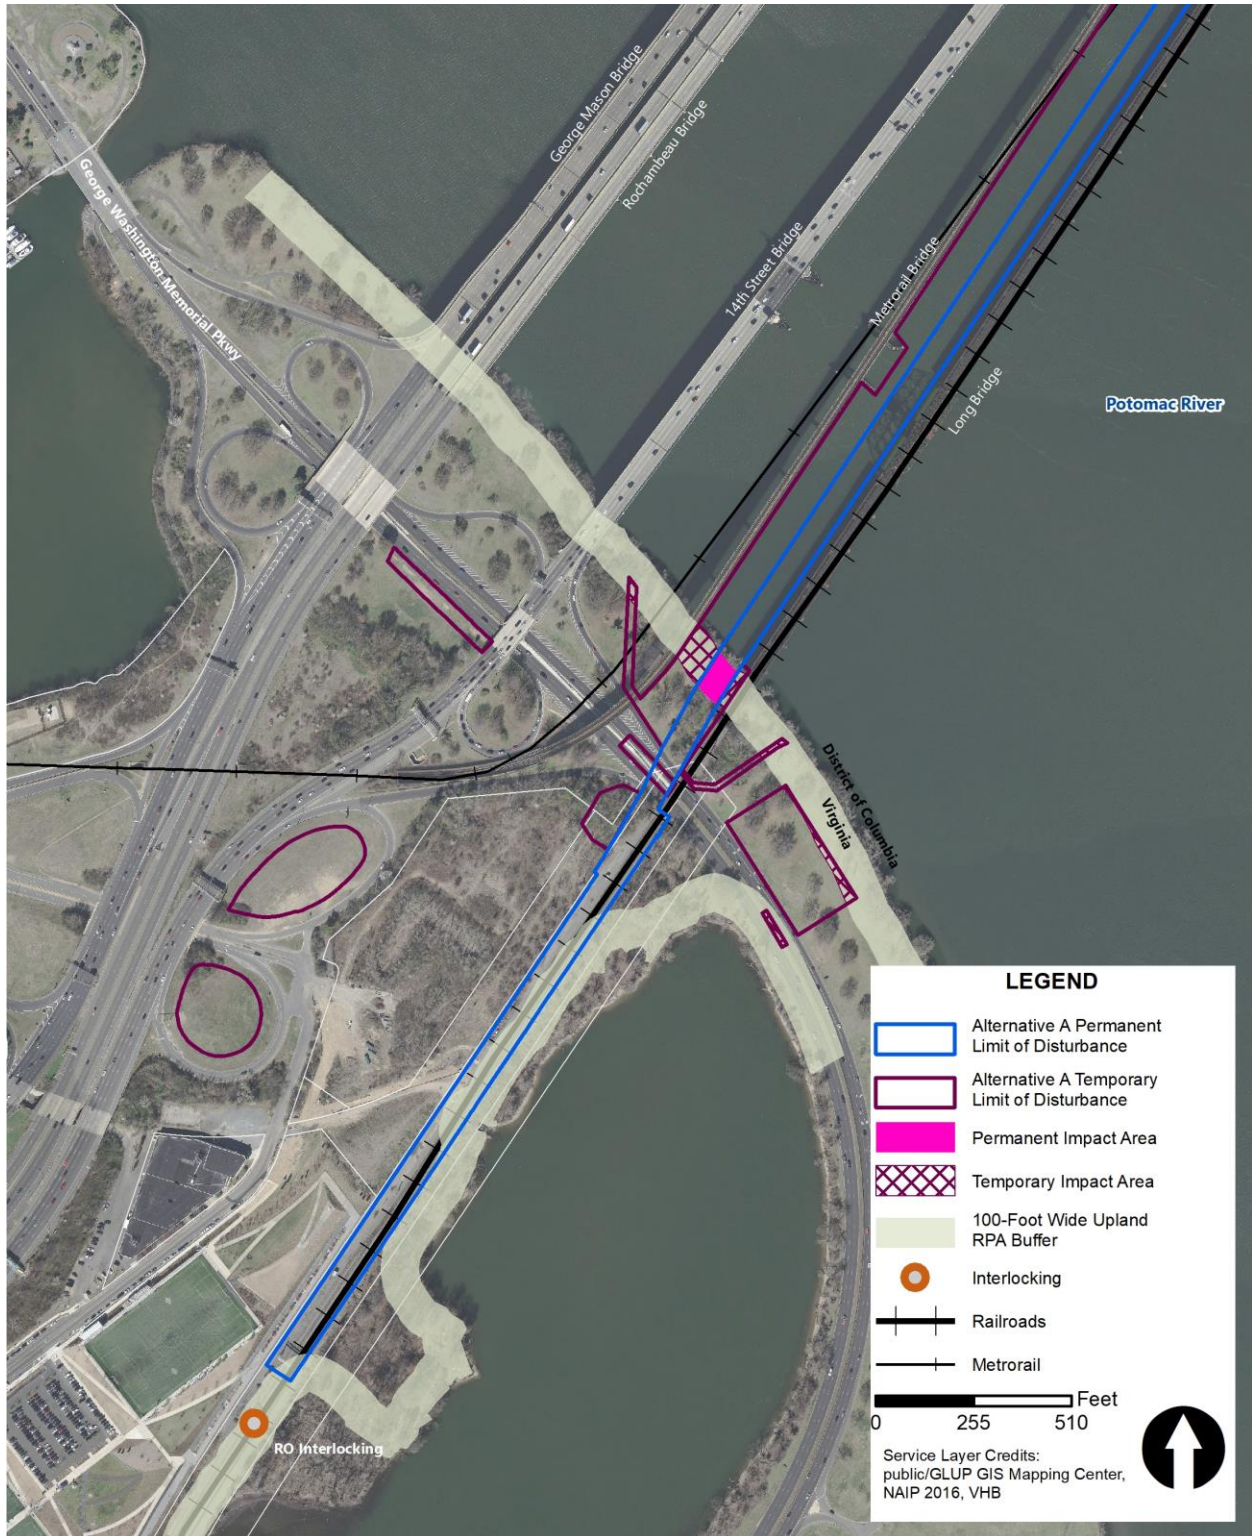 George Mason Bridge
Rochambeau Bridge
George Washington Memorial Pkwy
14th Street Bridge
Metrorail Bridge
Long Bridge
Potomac River
District of Columbia
Virginia
RO Interlocking
LEGEND
Alternative A Permanent
Limit of Disturbance
Alternative A Temporary
Limit of Disturbance
Permanent Impact Area
Temporary Impact Area
100-Foot Wide Upland
RPA Buffer
Interlocking
Railroads
Metrorail
Feet
0 255 510
Service Layer Credits:
public/GLUP GIS Mapping Center,
NAIP 2016, VHB